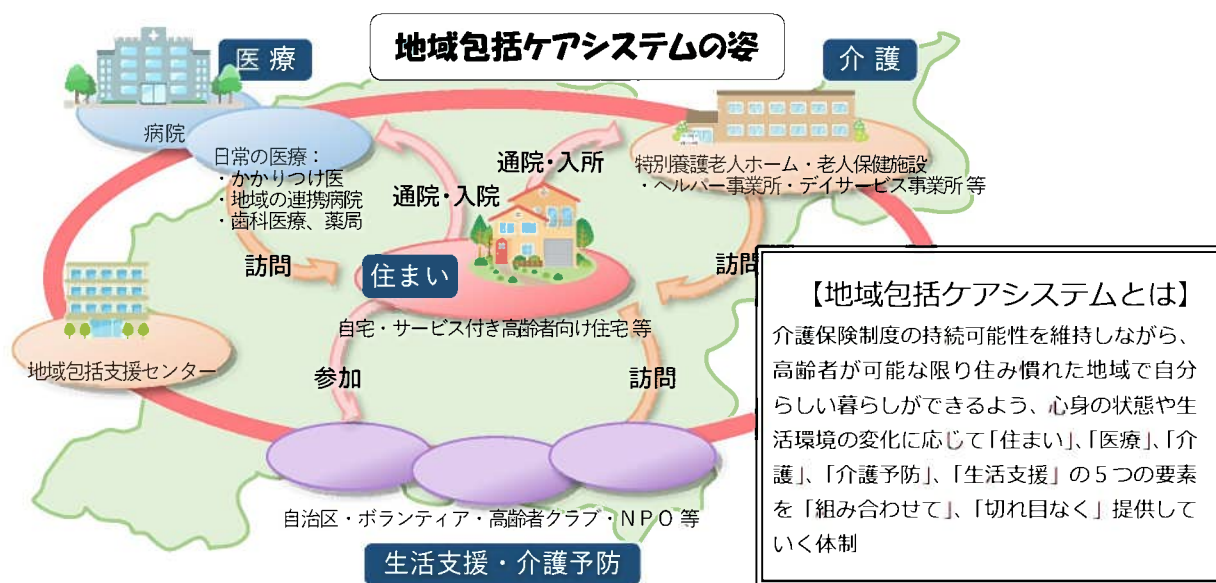 地域包括ケアシステムの姿
医療
介護
病院
日常の医療：
・かかりつけ医
・地域の連携病院
・歯科医療、薬局
通院・入院
通院・入所
特別養護老人ホーム・老人保健施設
・ヘルパー事業所・デイサービス事業所 等
訪問
住まい
訪問
自宅・サービス付き高齢者向け住宅 等
地域包括支援センター
参加
訪問
自治区・ボランティア・高齢者クラブ・ＮＰＯ 等
生活支援・介護予防
【地域包括ケアシステムとは】
介護保険制度の持続可能性を維持しながら、
高齢者が可能な限り住み慣れた地域で自分
らしい暮らしができるよう、心身の状態や生
活環境の変化に応じて「住まい」、「医療」、「介
護」、「介護予防」、「生活支援」の５つの要素
を「組み合わせて」、「切れ目なく」提供して
いく体制